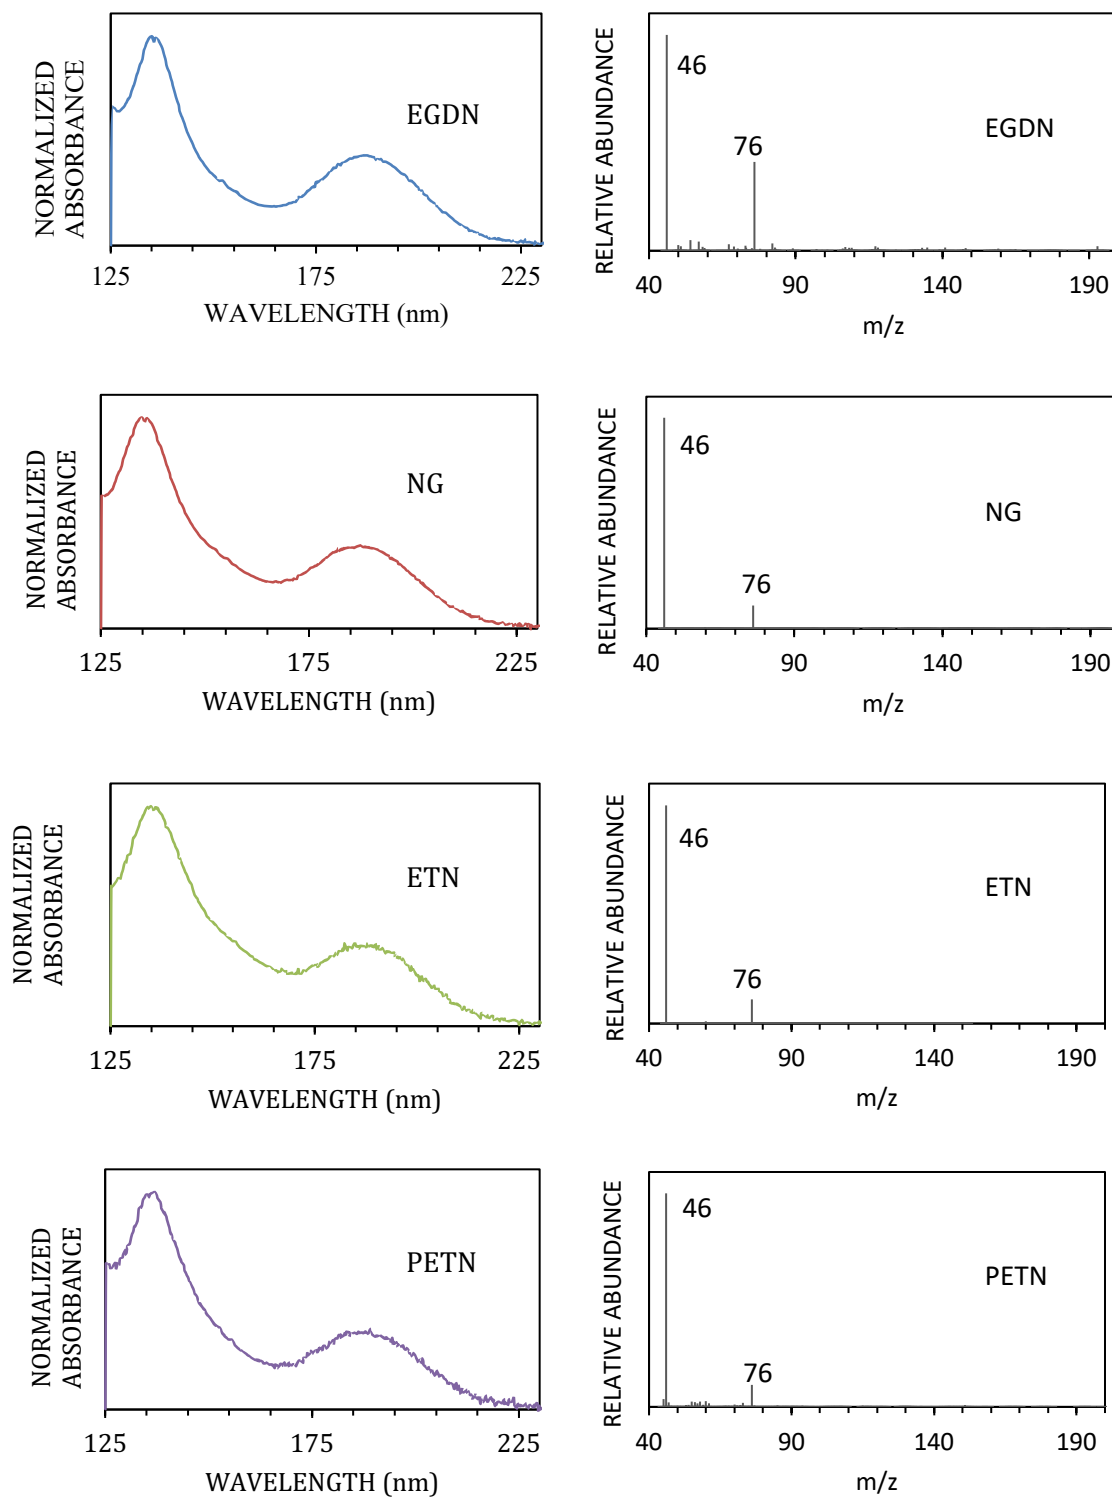 NORMALIZED
ABSORBANCE
EGDN
125 175 225
WAVELENGTH (nm)
RELATIVE ABUNDANCE
46
76
EGDN
40 90 140 190
m/z
NORMALIZED
ABSORBANCE
NG
125 175 225
WAVELENGTH (nm)
RELATIVE ABUNDANCE
46
76
NG
40 90 140 190
m/z
NORMALIZED
ABSORBANCE
ETN
125 175 225
WAVELENGTH (nm)
RELATIVE ABUNDANCE
46
76
ETN
40 90 140 190
m/z
NORMALIZED
ABSORBANCE
PETN
125 175 225
WAVELENGTH (nm)
RELATIVE ABUNDANCE
46
76
PETN
40 90 140 190
m/z